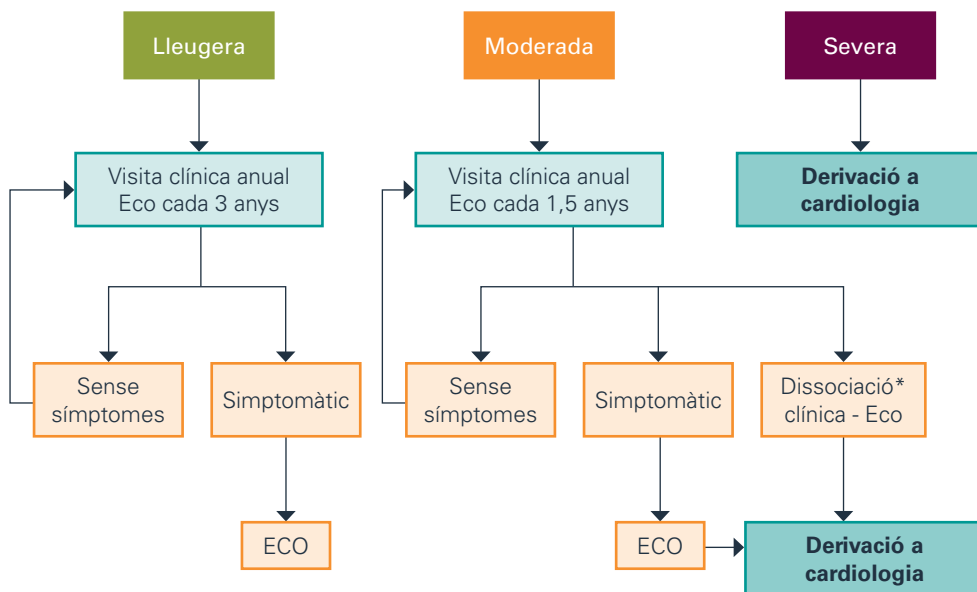 Lleugera
Moderada
Severa
Visita clínica anual
Eco cada 3 anys
Visita clínica anual
Eco cada 1,5 anys
Derivació a
cardiologia
Sense
símptomes
Simptomàtic
Sense
símptomes
Simptomàtic
Dissociació*
clínica - Eco
ECO
ECO
Derivació a
cardiologia